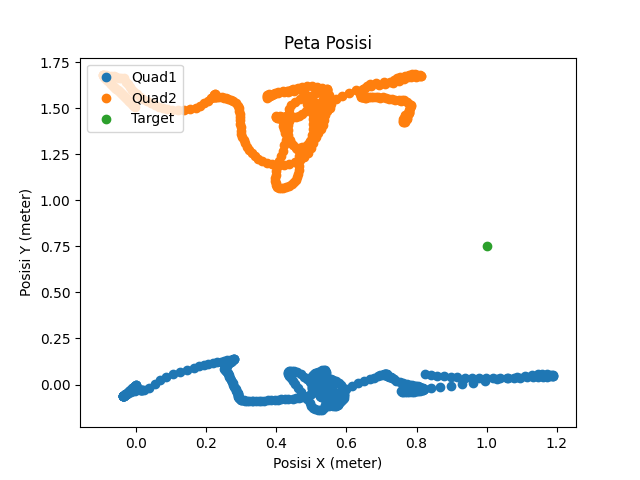 Peta Posisi
Quad1
Quad2
Target
1.75
1.50
1.25
1.00
0.75
0.50
0.25
0.00
Posisi Y (meter)
0.0 0.2 0.4 0.6 0.8 1.0 1.2
Posisi X (meter)